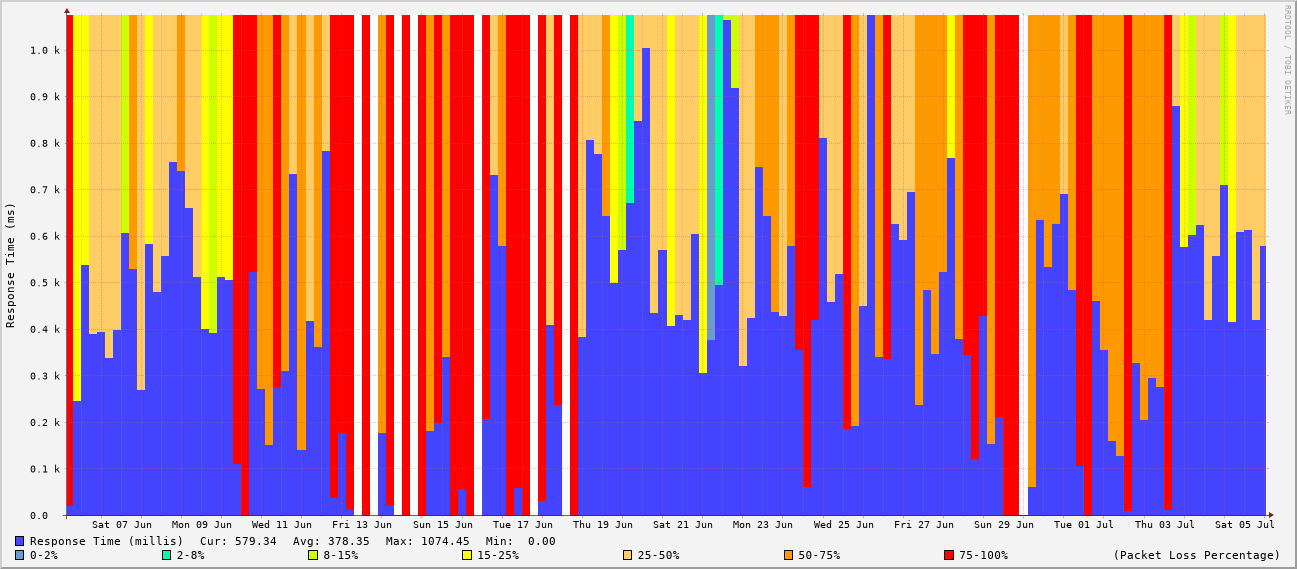 RRDTOOL / TOBI OETIKER
Response Time (ms)
1.0 k
0.9 k
0.8 k
0.7 k
0.6 k
0.5 k
0.4 k
0.3 k
0.2 k
0.1 k
0.0
Sat 07 Jun Mon 09 Jun Wed 11 Jun Fri 13 Jun Sun 15 Jun Tue 17 Jun Thu 19 Jun Sat 21 Jun Mon 23 Jun Wed 25 Jun Fri 27 Jun Sun 29 Jun Tue 01 Jul Thu 03 Jul Sat 05 Jul
Response Time (millis) Cur: 579.34 Avg: 378.35 Max: 1074.45 Min: 0.00
0-2% 2-8% 8-15% 15-25% 25-50% 50-75% 75-100% (Packet Loss Percentage)